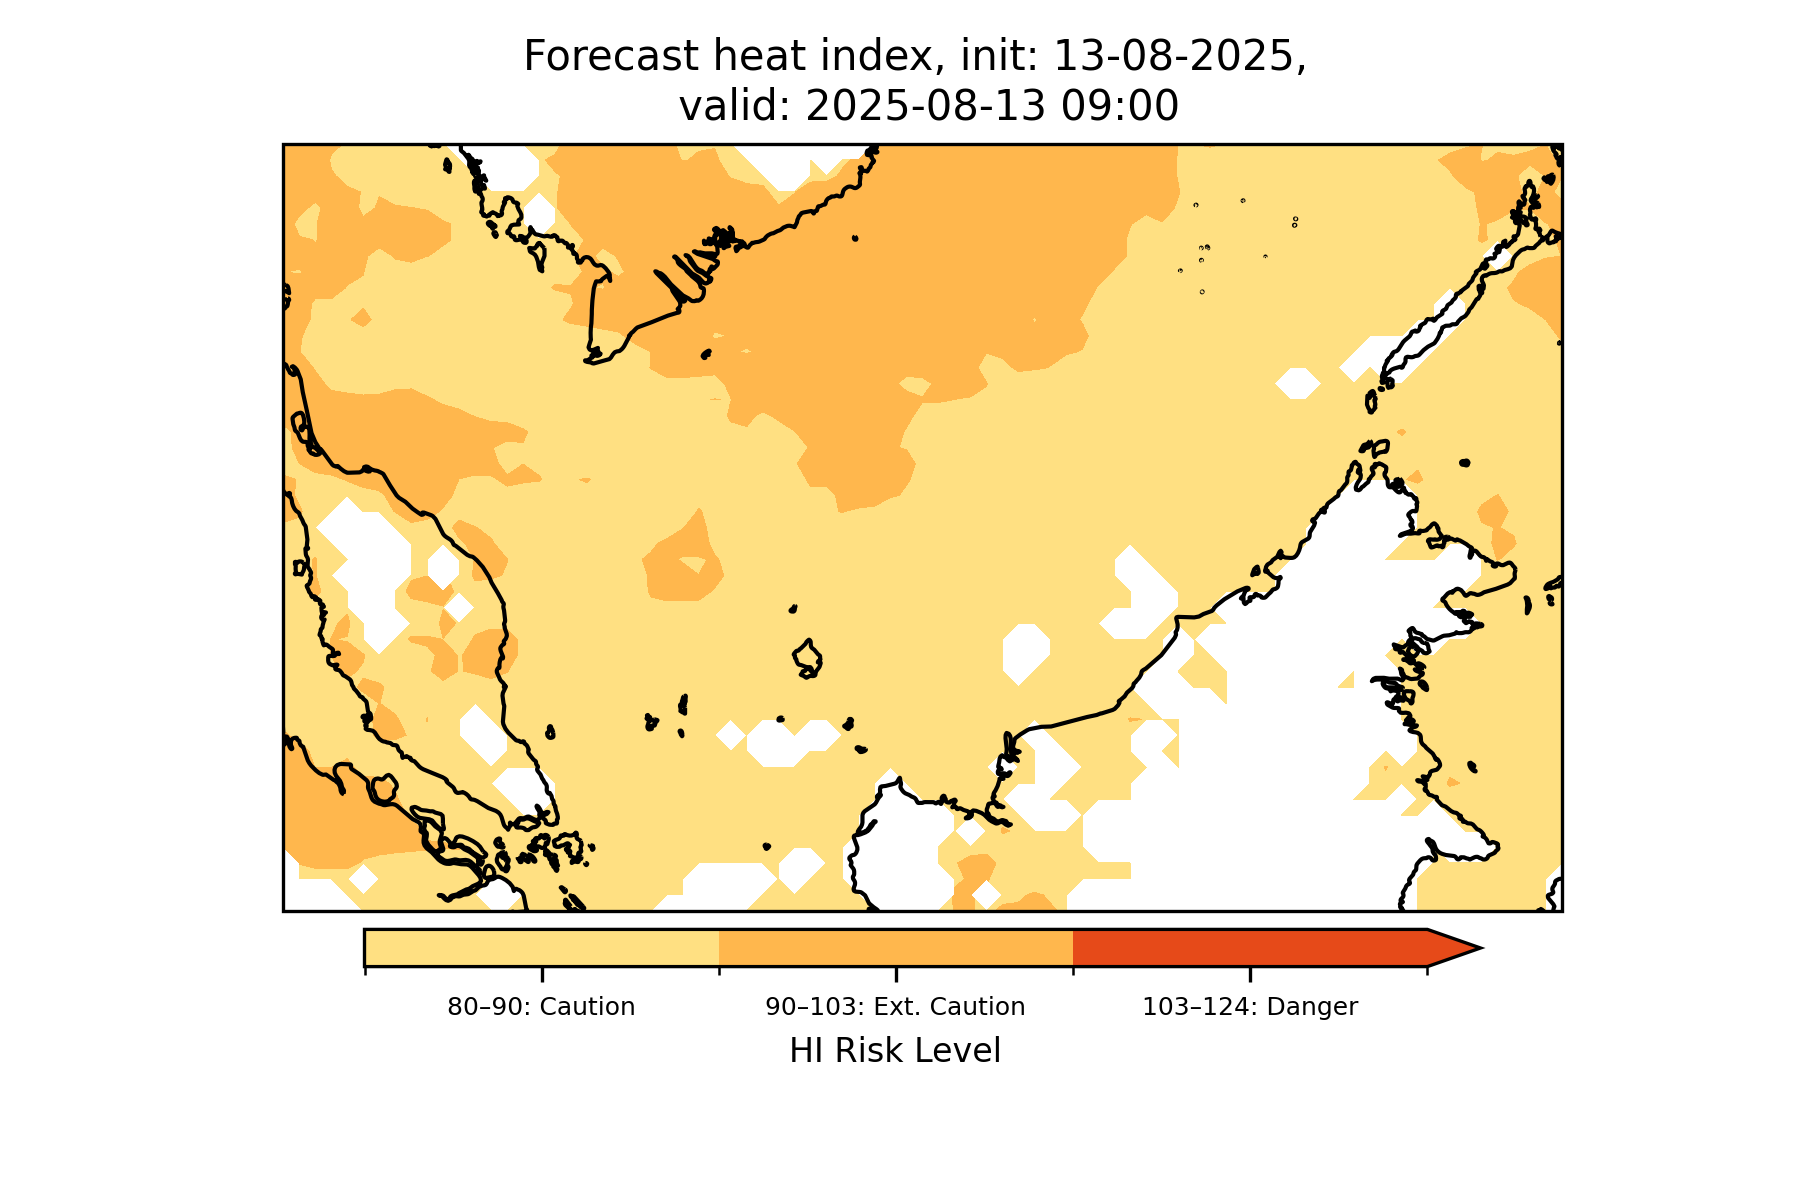 Forecast heat index, init: 13-08-2025,
valid: 2025-08-13 09:00
80–90: Caution
90–103: Ext. Caution
103–124: Danger
HI Risk Level